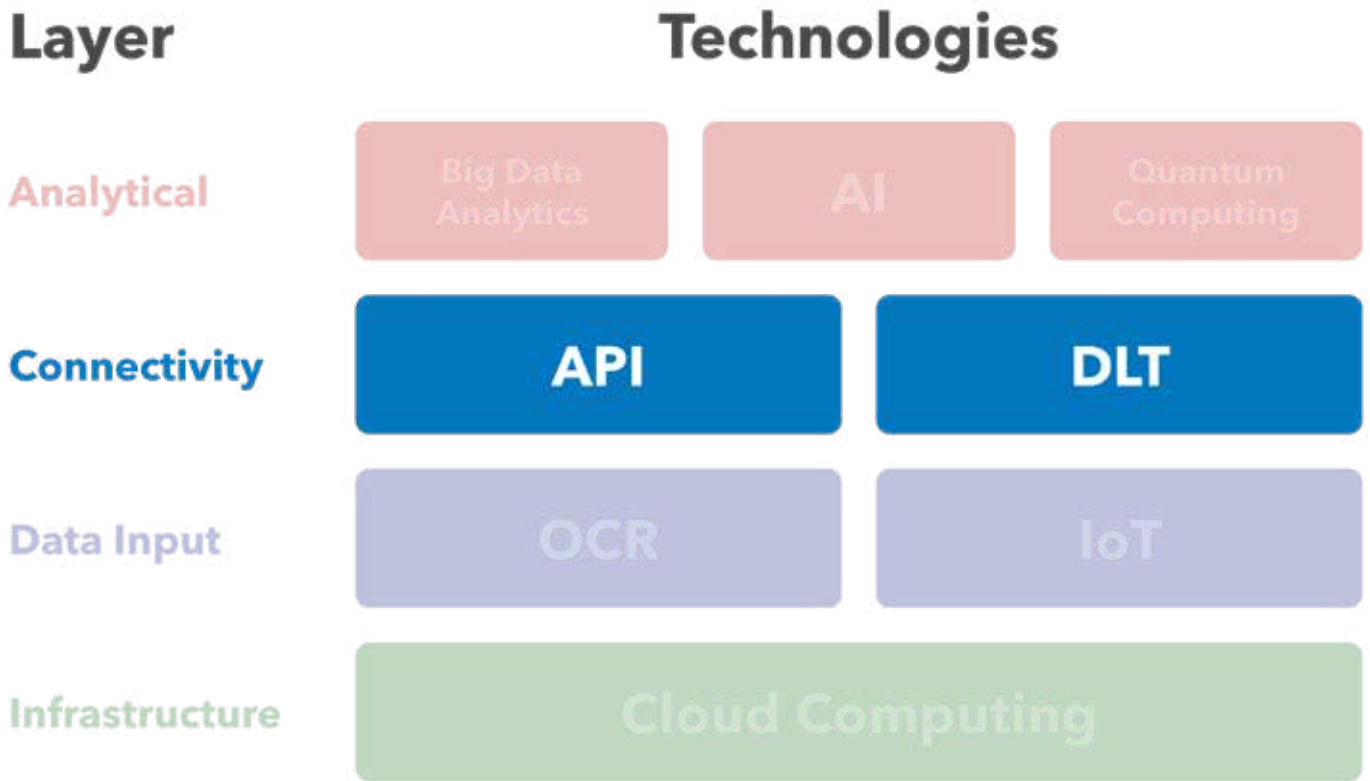 Layer Technologies
Analytical
Big Data
Analytics
AI
Quantum
Computing
Connectivity
API
DLT
Data Input
OCR
IoT
Infrastructure
Cloud Computing